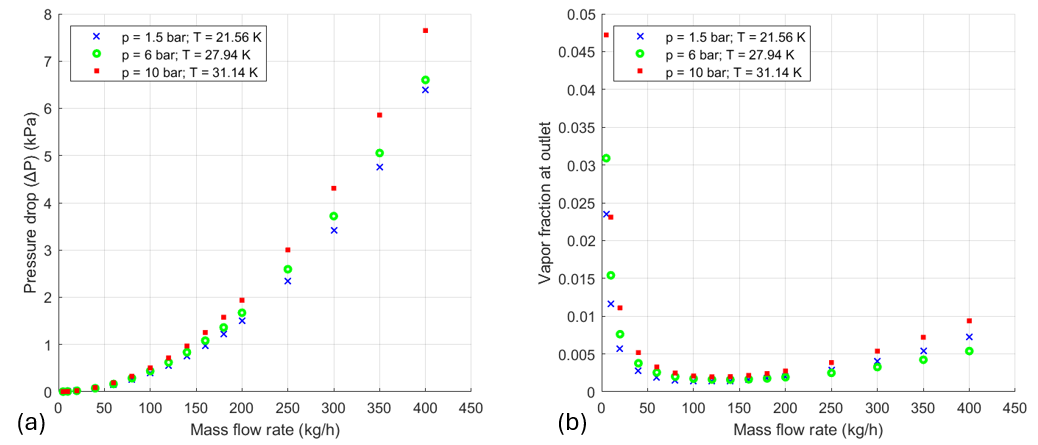 8
7
6
5
4
3
2
1
0
Pressure drop (ΔP) (kPa)
p = 1.5 bar; T = 21.56 K
p = 6 bar; T = 27.94 K
p = 10 bar; T = 31.14 K
0 50 100 150 200 250 300 350 400 450
Mass flow rate (kg/h)
(a)
0.05
0.045
0.04
0.035
0.03
0.025
0.02
0.015
0.01
0.005
0
Vapor fraction at outlet
p = 1.5 bar; T = 21.56 K
p = 6 bar; T = 27.94 K
p = 10 bar; T = 31.14 K
0 50 100 150 200 250 300 350 400 450
Mass flow rate (kg/h)
(b)